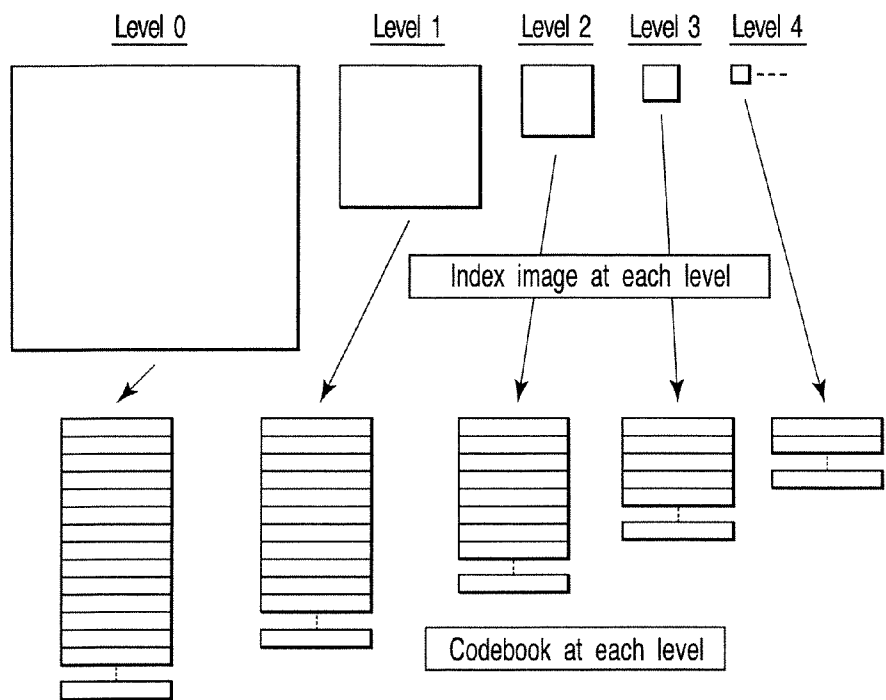 Level 0
Level 1
Level 2
Level 3
Level 4
Index image at each level
Codebook at each level